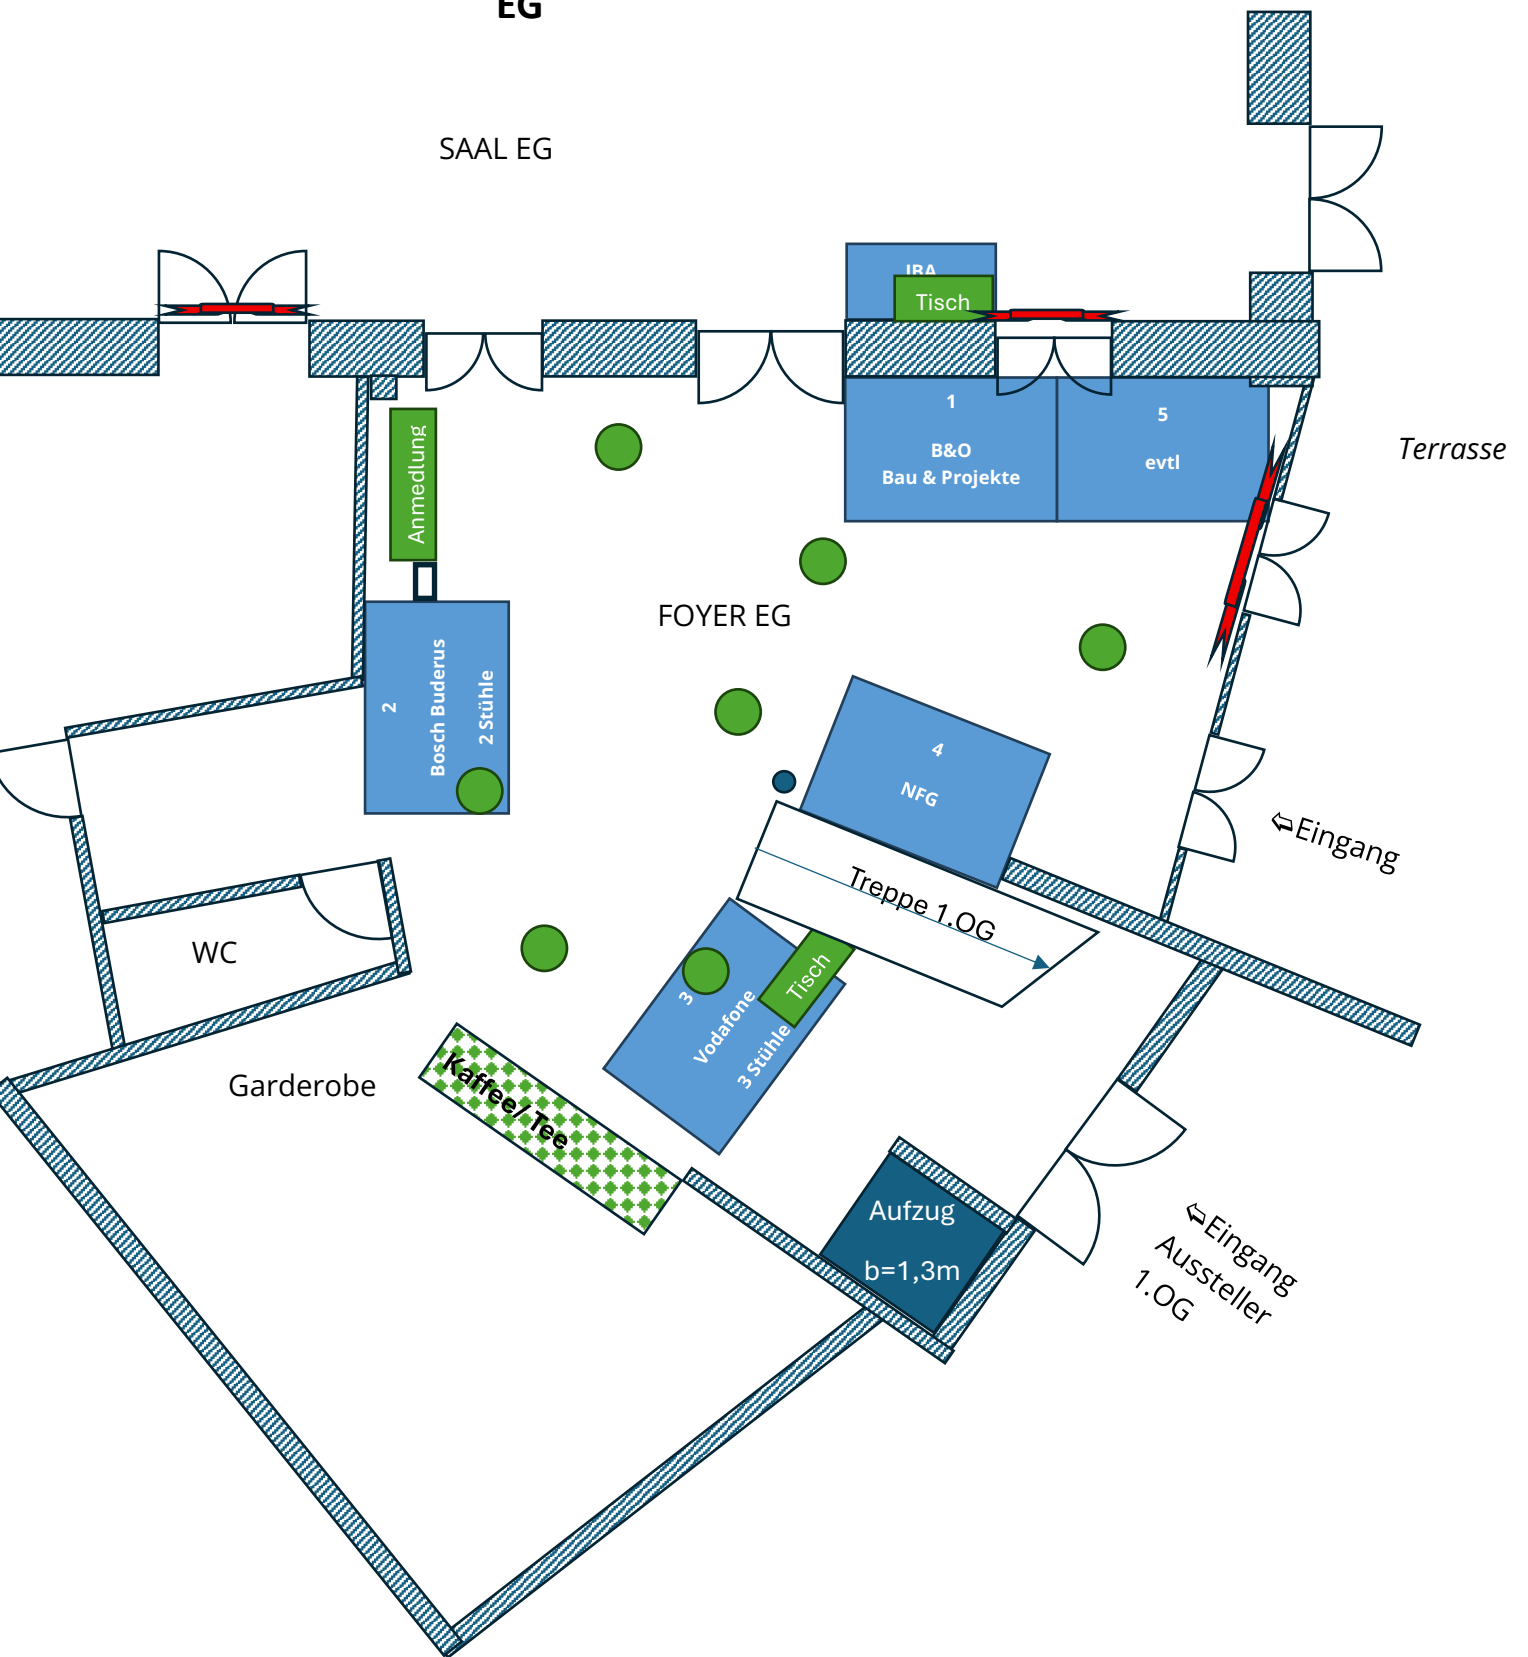 EG
SAAL EG
IBA
Tisch
1
B&O
Bau & Projekte
5
evtl
Terrasse
Anmedlung
FOYER EG
2
Bosch Buderus
2 Stühle
4
NFG
Eingang
Treppe 1.OG
WC
3
Vodafone
3 Stühle
Tisch
Kaffee/ Tee
Garderobe
Aufzug
b=1,3m
Eingang
Aussteller
1.OG